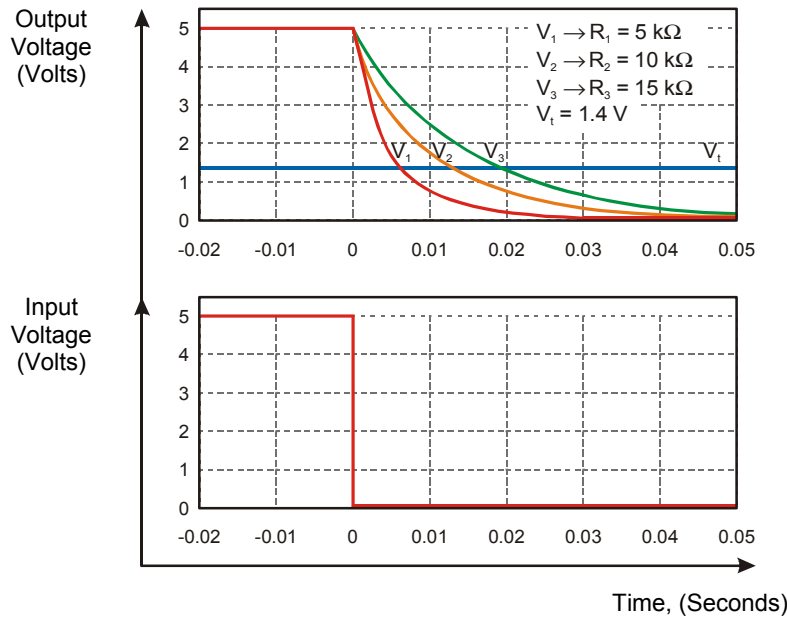 Output
Voltage
(Volts)
5
4
3
2
1
0
V₁ → R₁ = 5 kΩ
V₂ → R₂ = 10 kΩ
V₃ → R₃ = 15 kΩ
Vₜ = 1.4 V
V₁ V₂ V₃ Vₜ
-0.02 -0.01 0 0.01 0.02 0.03 0.04 0.05
Input
Voltage
(Volts)
5
4
3
2
1
0
-0.02 -0.01 0 0.01 0.02 0.03 0.04 0.05
Time, (Seconds)